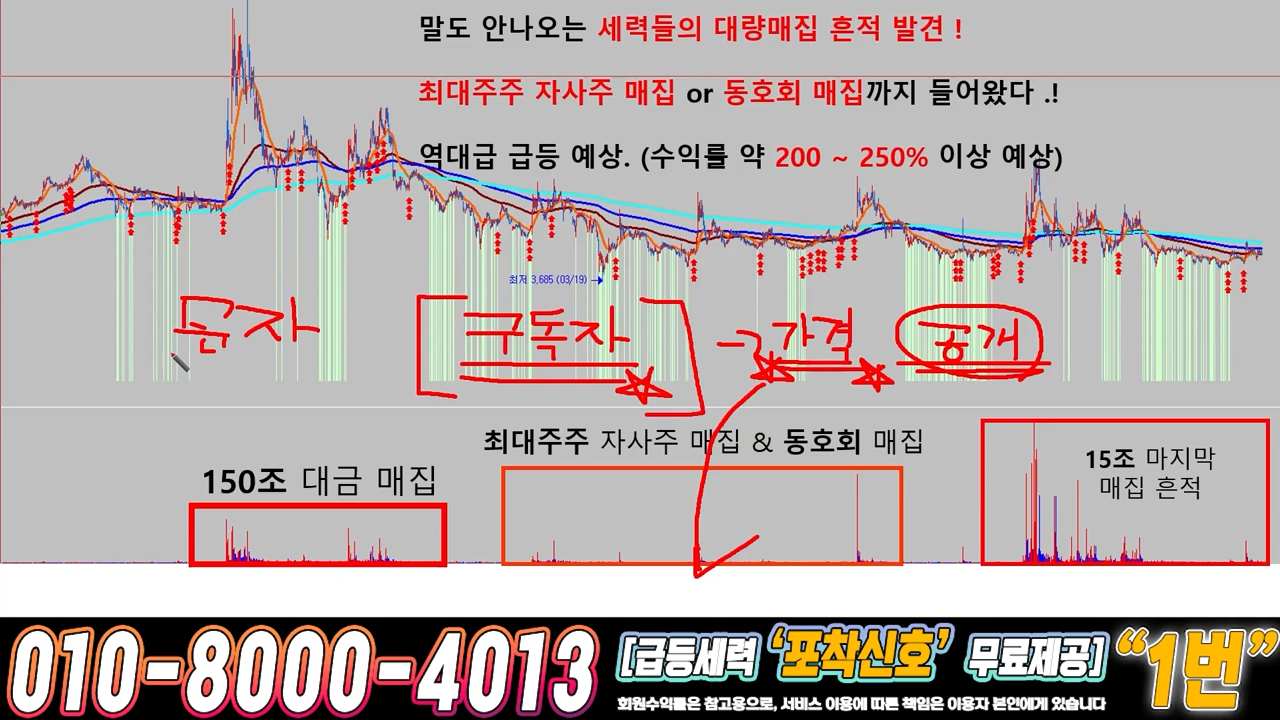 말도 안나오는 세력들의 대량매집 흔적 발견 !
최대주주 자사주 매집 or 동호회 매집까지 들어왔다 .!
역대급 급등 예상. (수익률 약 200 ~ 250% 이상 예상)
최저 3,685 (03/19)
문자
구독자
가격 공개
최대주주 자사주 매집 & 동호회 매집
150조 대금 매집
15조 마지막
매집 흔적
010-8000-4013
[급등세력 '포착신호' 무료제공] "1번"
회원수익률은 참고용으로, 서비스 이용에 따른 책임은 이용자 본인에게 있습니다